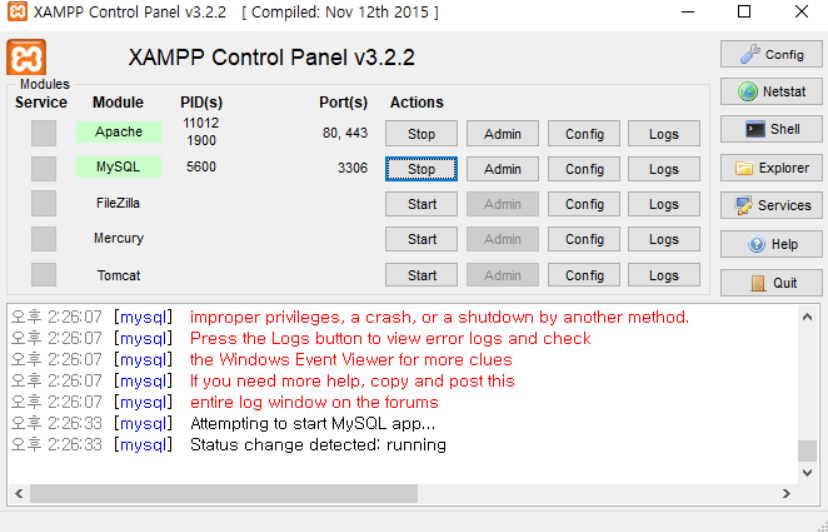 XAMPP Control Panel v3.2.2 [ Compiled: Nov 12th 2015 ]
XAMPP Control Panel v3.2.2
Config
Modules
Service Module PID(s) Port(s) Actions
Netstat
Apache 11012 1900 80, 443 Stop Admin Config Logs
Shell
MySQL 5600 3306 Stop Admin Config Logs
Explorer
FileZilla Start Admin Config Logs
Services
Mercury Start Admin Config Logs
Help
Tomcat Start Admin Config Logs
Quit
오후 2:26:07 [mysql] improper privileges, a crash, or a shutdown by another method.
오후 2:26:07 [mysql] Press the Logs button to view error logs and check
오후 2:26:07 [mysql] the Windows Event Viewer for more clues
오후 2:26:07 [mysql] If you need more help, copy and post this
오후 2:26:07 [mysql] entire log window on the forums
오후 2:26:33 [mysql] Attempting to start MySQL app...
오후 2:26:33 [mysql] Status change detected: running